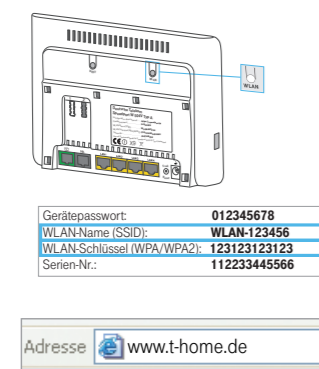 WLAN
Gerätepasswort: 012345678
WLAN-Name (SSID): WLAN-123456
WLAN-Schlüssel (WPA/WPA2): 123123123123
Serien-Nr.: 112233445566
Adresse www.t-home.de